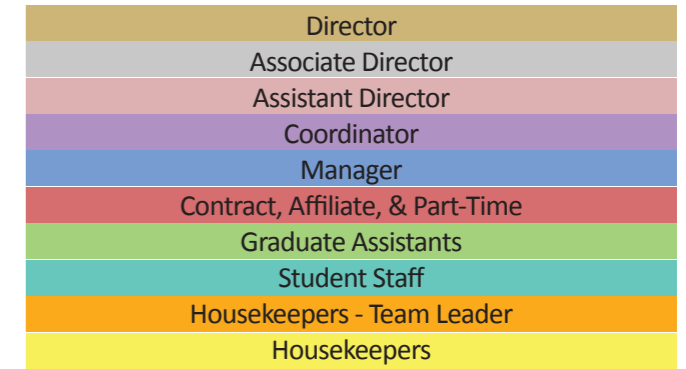 Director
Associate Director
Assistant Director
Coordinator
Manager
Contract, Affiliate, & Part-Time
Graduate Assistants
Student Staff
Housekeepers - Team Leader
Housekeepers